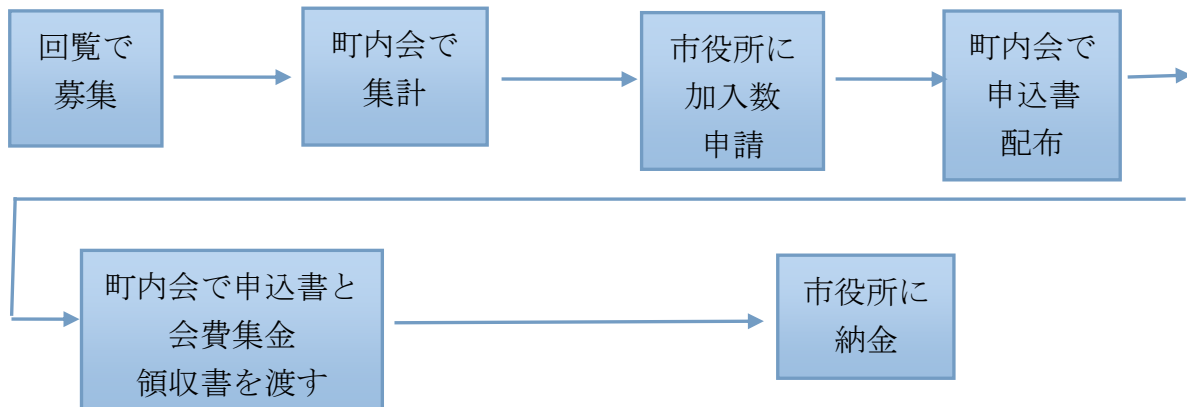 回覧で
募集
町内会で
集計
市役所に
加入数
申請
町内会で
申込書
配布
町内会で申込書と
会費集金
領収書を渡す
市役所に
納金